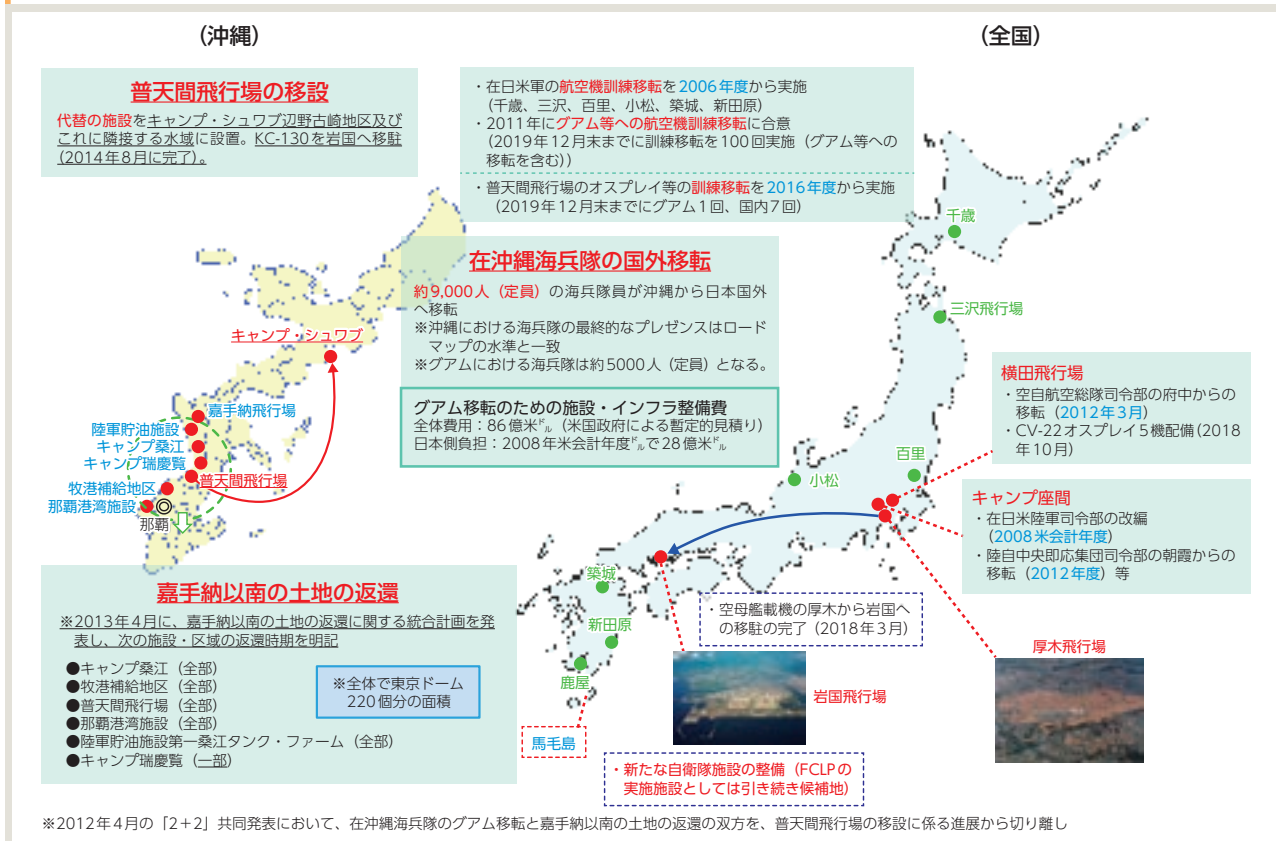 (沖縄)
(全国)
普天間飛行場の移設
代替の施設をキャンプ・シュワブ辺野古崎地区及び
これに隣接する水域に設置。KC-130を岩国へ移駐
(2014年8月に完了)。
・在日米軍の航空機訓練移転を2006年度から実施
(千歳、三沢、百里、小松、築城、新田原)
・2011年にグアム等への航空機訓練移転に合意
(2019年12月末までに訓練移転を100回実施(グアム等への
移転を含む))
・普天間飛行場のオスプレイ等の訓練移転を2016年度から実施
(2019年12月末までにグアム1回、国内7回)
在沖縄海兵隊の国外移転
約9,000人(定員)の海兵隊員が沖縄から日本国外
へ移転
※沖縄における海兵隊の最終的なプレゼンスはロード
マップの水準と一致
※グアムにおける海兵隊は約5000人(定員)となる。
グアム移転のための施設・インフラ整備費
全体費用:86億米ドル(米国政府による暫定的見積り)
日本側負担:2008年米会計年度ドルで28億米ドル
キャンプ・シュワブ
嘉手納飛行場
陸軍貯油施設
キャンプ桑江
キャンプ瑞慶覧
普天間飛行場
牧港補給地区
那覇港湾施設
那覇
千歳
三沢飛行場
横田飛行場
・空自航空総隊司令部の府中からの
移転(2012年3月)
・CV-22オスプレイ5機配備(2018
年10月)
百里
小松
キャンプ座間
・在日米陸軍司令部の改編
(2008米会計年度)
・陸自中央即応集団司令部の朝霞からの
移転(2012年度)等
嘉手納以南の土地の返還
※2013年4月に、嘉手納以南の土地の返還に関する統合計画を発
表し、次の施設・区域の返還時期を明記
●キャンプ桑江(全部)
●牧港補給地区(全部)
●普天間飛行場(全部)
●那覇港湾施設(全部)
●陸軍貯油施設第一桑江タンク・ファーム(全部)
●キャンプ瑞慶覧(一部)
※全体で東京ドーム
220個分の面積
築城
新田原
鹿屋
馬毛島
・空母艦載機の厚木から岩国へ
の移駐の完了(2018年3月)
岩国飛行場
厚木飛行場
・新たな自衛隊施設の整備(FCLPの
実施施設としては引き続き候補地)
※2012年4月の「2+2」共同発表において、在沖縄海兵隊のグアム移転と嘉手納以南の土地の返還の双方を、普天間飛行場の移設に係る進展から切り離し